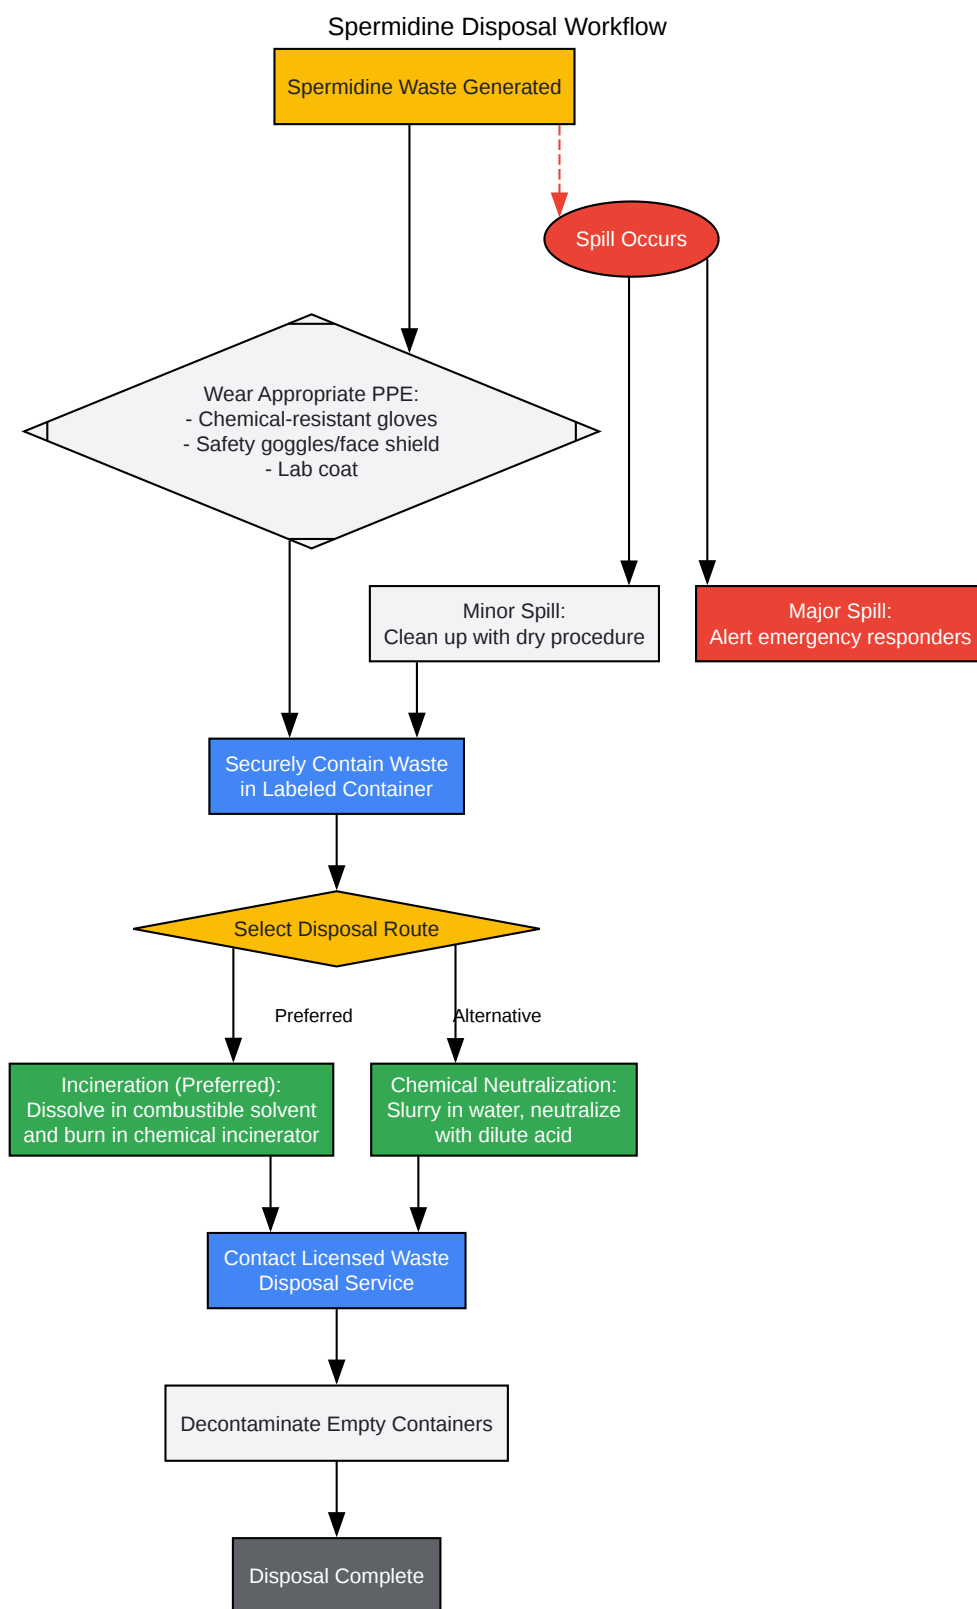 Spermidine Disposal Workflow
Spermidine Waste Generated
Spill Occurs
Wear Appropriate PPE:
- Chemical-resistant gloves
- Safety goggles/face shield
- Lab coat
Minor Spill:
Clean up with dry procedure
Major Spill:
Alert emergency responders
Securely Contain Waste
in Labeled Container
Select Disposal Route
Preferred
Alternative
Incineration (Preferred):
Dissolve in combustible solvent
and burn in chemical incinerator
Chemical Neutralization:
Slurry in water, neutralize
with dilute acid
Contact Licensed Waste
Disposal Service
Decontaminate Empty Containers
Disposal Complete